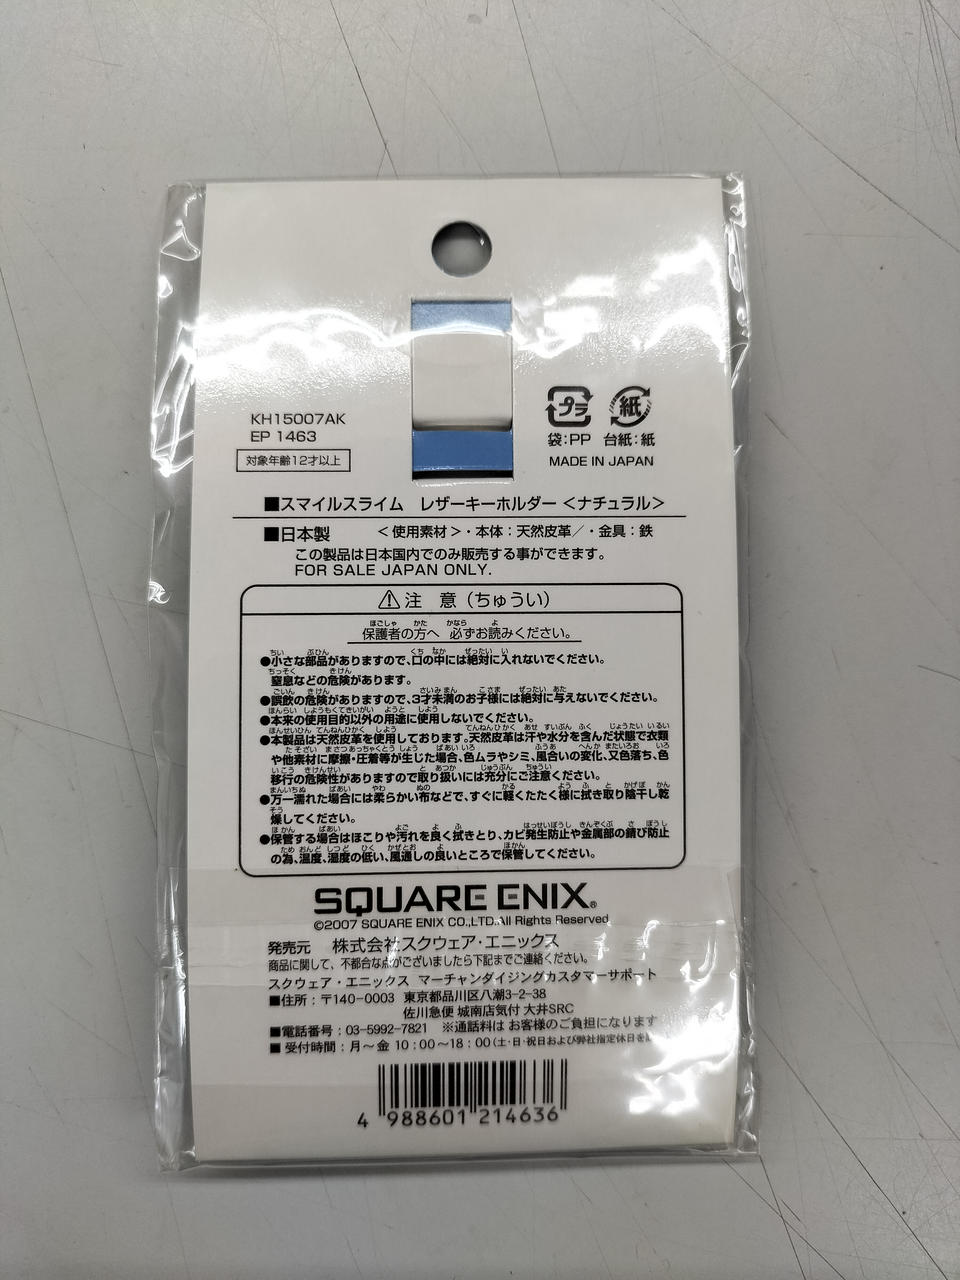 KH15007AK
EP 1463
対象年齢12才以上
プラ
紙
袋:PP 台紙:紙
MADE IN JAPAN
■スマイルスライム レザーキーホルダー<ナチュラル>
■日本製 <使用素材>・本体:天然皮革/・金具:鉄
この製品は日本国内でのみ販売する事ができます。
FOR SALE JAPAN ONLY.
注 意(ちゅうい)
保護者の方へ 必ずお読みください。
●小さな部品がありますので、口の中には絶対に入れないでください。
窒息などの危険があります。
●誤飲の危険がありますので、3才未満のお子様には絶対に与えないでください。
●本来の使用目的以外の用途に使用しないでください。
●本製品は天然皮革を使用しております。天然皮革は汗や水分を含んだ状態で衣類
や他素材に摩擦・圧着等が生じた場合、色ムラやシミ、風合いの変化、又色落ち、色
移行の危険性がありますので取り扱いには充分にご注意ください。
●万一濡れた場合には柔らかい布などで、すぐに軽くたたく様に拭き取り陰干し乾
燥してください。
●保管する場合はほこりや汚れを良く拭きとり、カビ発生防止や金属部の錆び防止
の為、温度、湿度の低い、風通しの良いところで保管してください。
SQUARE ENIX®
©2007 SQUARE ENIX CO.,LTD.All Rights Reserved.
発売元 株式会社スクウェア・エニックス
商品に関して、不都合な点がございましたら下記までご連絡ください。
スクウェア・エニックス マーチャンダイジングカスタマーサポート
■住所:〒140-0003 東京都品川区八潮3-2-38
佐川急便 城南店気付 大井SRC
■電話番号:03-5992-7821 ※通話料は お客様のご負担になります
■受付時間:月～金 10:00～18:00(土・日・祝日および弊社指定休日を
4 988601 214636